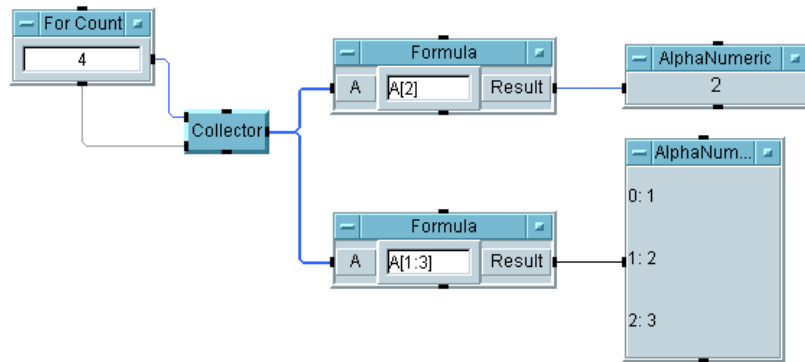 For Count
4
Collector
Formula
A
A[2]
Result
AlphaNumeric
2
Formula
A
A[1:3]
Result
AlphaNum...
0: 1
1: 2
2: 3